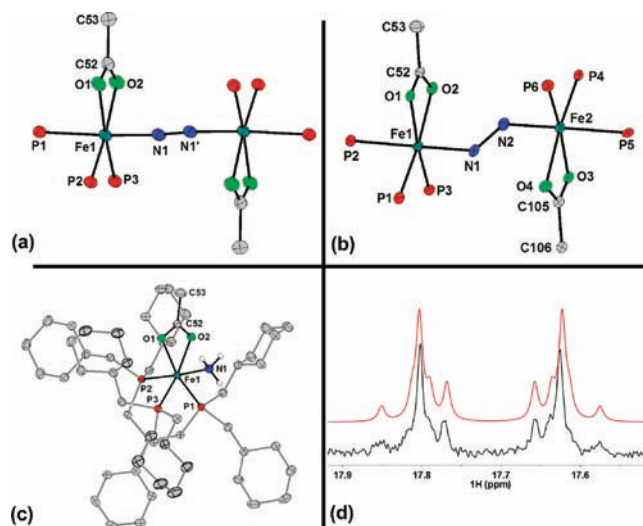 C53
C52
O1 O2
P1 Fe1 N1 N1'
P2 P3
(a)
C53
C52
O1 O2
P6 P4
Fe1 Fe2
P2 N1 N2 P5
P1 P3 O4 O3
C105
C106
(b)
C53
C52
O1 O2
Fe1 N1
P2
P3 P1
(c)
17.9 17.8 17.7 17.6
1H (ppm)
(d)